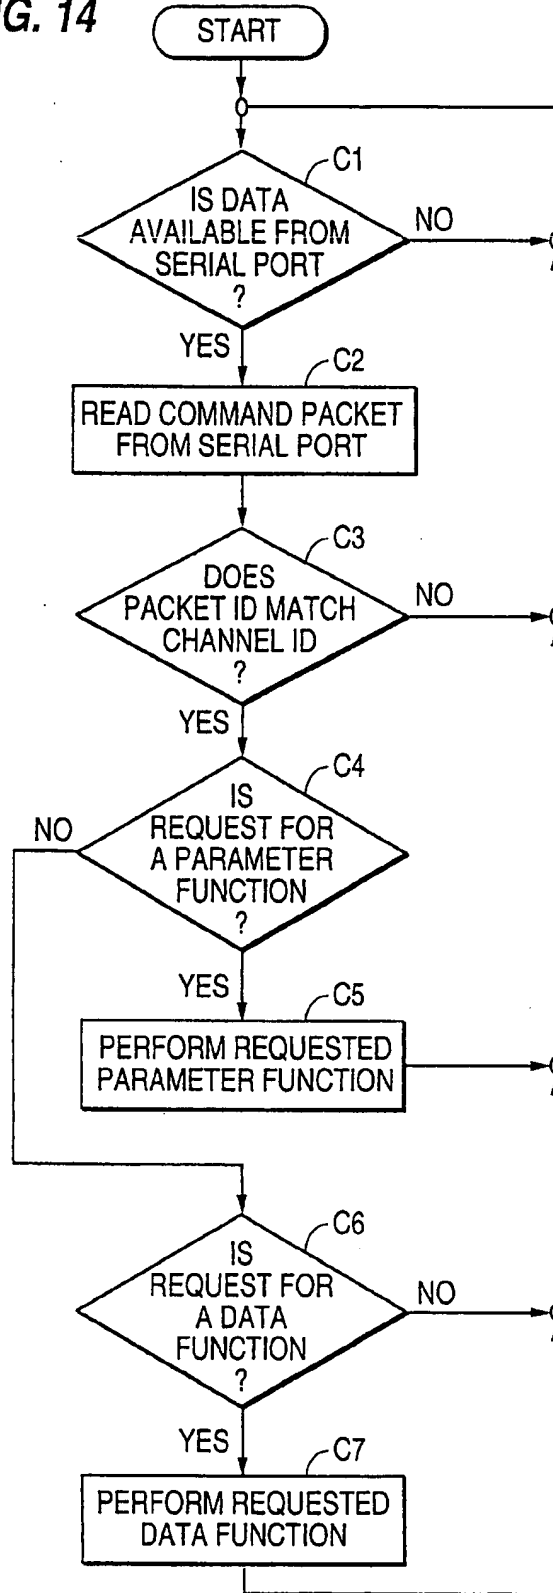 G. 14
START
C1
IS DATA
AVAILABLE FROM
SERIAL PORT
?
NO
YES
C2
READ COMMAND PACKET
FROM SERIAL PORT
C3
DOES
PACKET ID MATCH
CHANNEL ID
?
NO
YES
C4
IS
REQUEST FOR
A PARAMETER
FUNCTION
?
NO
YES
C5
PERFORM REQUESTED
PARAMETER FUNCTION
C6
IS
REQUEST FOR
A DATA
FUNCTION
?
NO
YES
C7
PERFORM REQUESTED
DATA FUNCTION